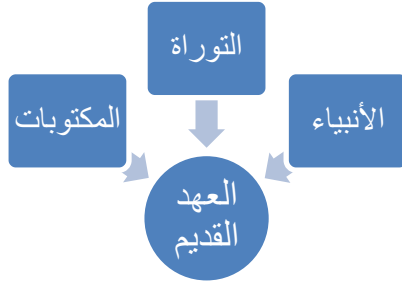 التوراة
الأنبياء
المكتوبات
العهد
القديم